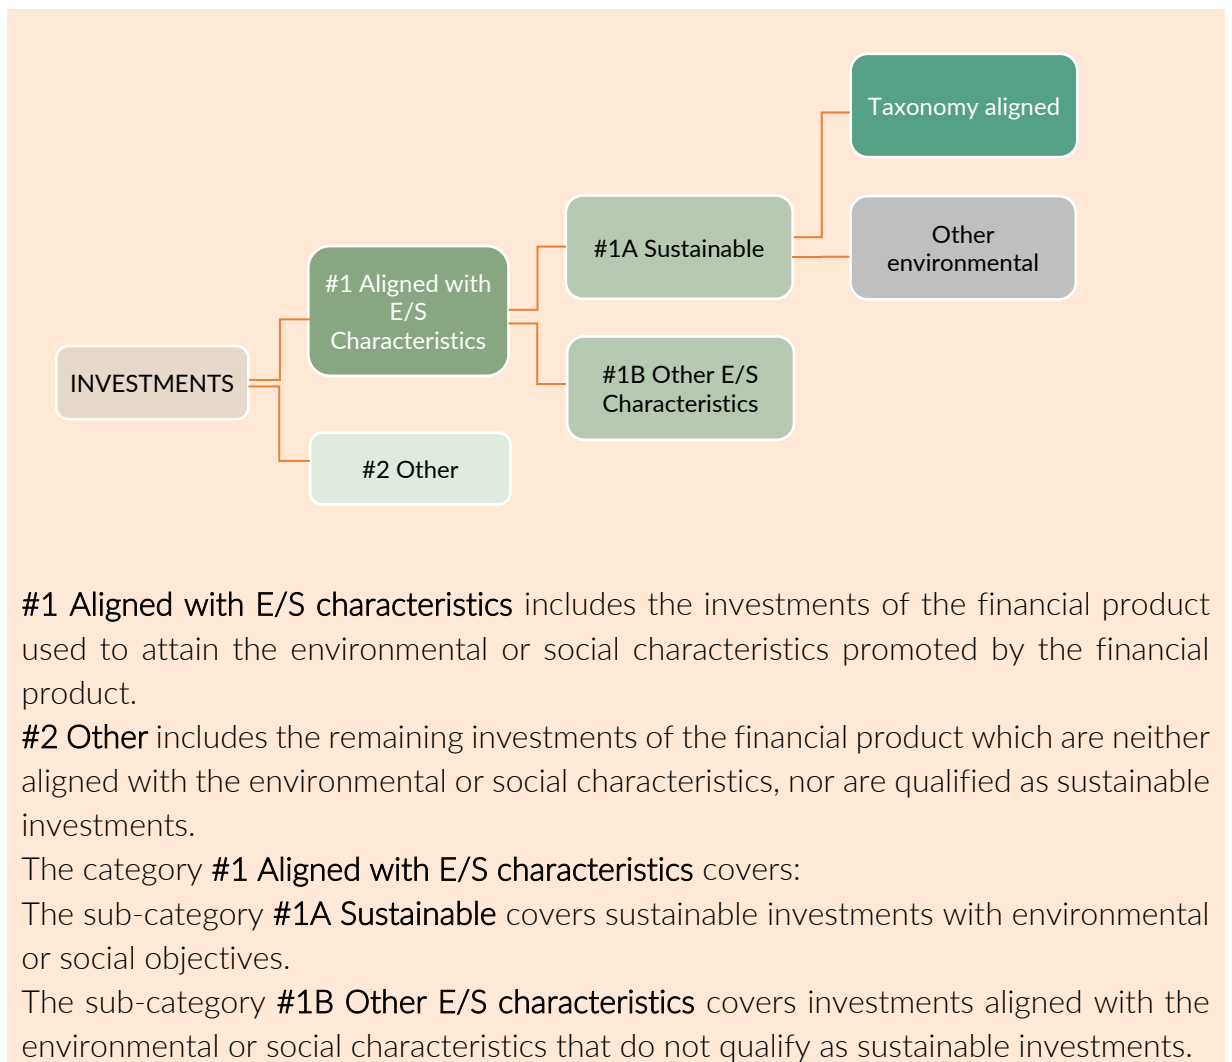 Taxonomy aligned
Other
environmental
#1A Sustainable
#1 Aligned with
E/S
Characteristics
#1B Other E/S
Characteristics
INVESTMENTS
#2 Other
#1 Aligned with E/S characteristics includes the investments of the financial product
used to attain the environmental or social characteristics promoted by the financial
product.
#2 Other includes the remaining investments of the financial product which are neither
aligned with the environmental or social characteristics, nor are qualified as sustainable
investments.
The category #1 Aligned with E/S characteristics covers:
The sub-category #1A Sustainable covers sustainable investments with environmental
or social objectives.
The sub-category #1B Other E/S characteristics covers investments aligned with the
environmental or social characteristics that do not qualify as sustainable investments.